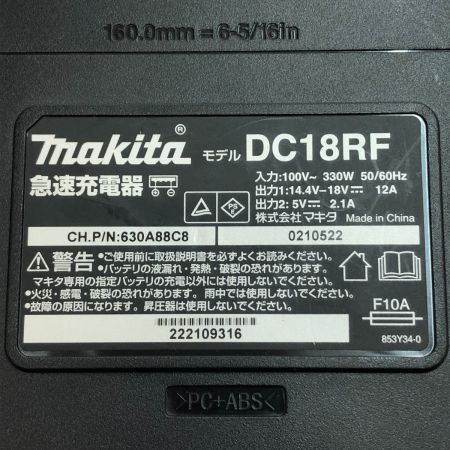 160.0mm = 6-5/16in
makita® モデル DC18RF
急速充電器
入力:100V~ 330W 50/60Hz
出力1:14.4V-18V⎓ 12A
出力2: 5V⎓ 2.1A
株式会社マキタ Made in China
PSE
CH.P/N:630A88C8 0210522
警告
●ご使用前に取扱説明書を必ずよくお読みください。
●バッテリの液漏れ・発熱・破裂の恐れがあります。
マキタ専用の指定バッテリの充電以外には使用しないでください。
●火災・感電・破裂の恐れがあります。雨中では使用しないでください。
●故障の原因になります。昇圧器は使用しないでください。
F10A
222109316
853Y34-0
>PC+ABS<